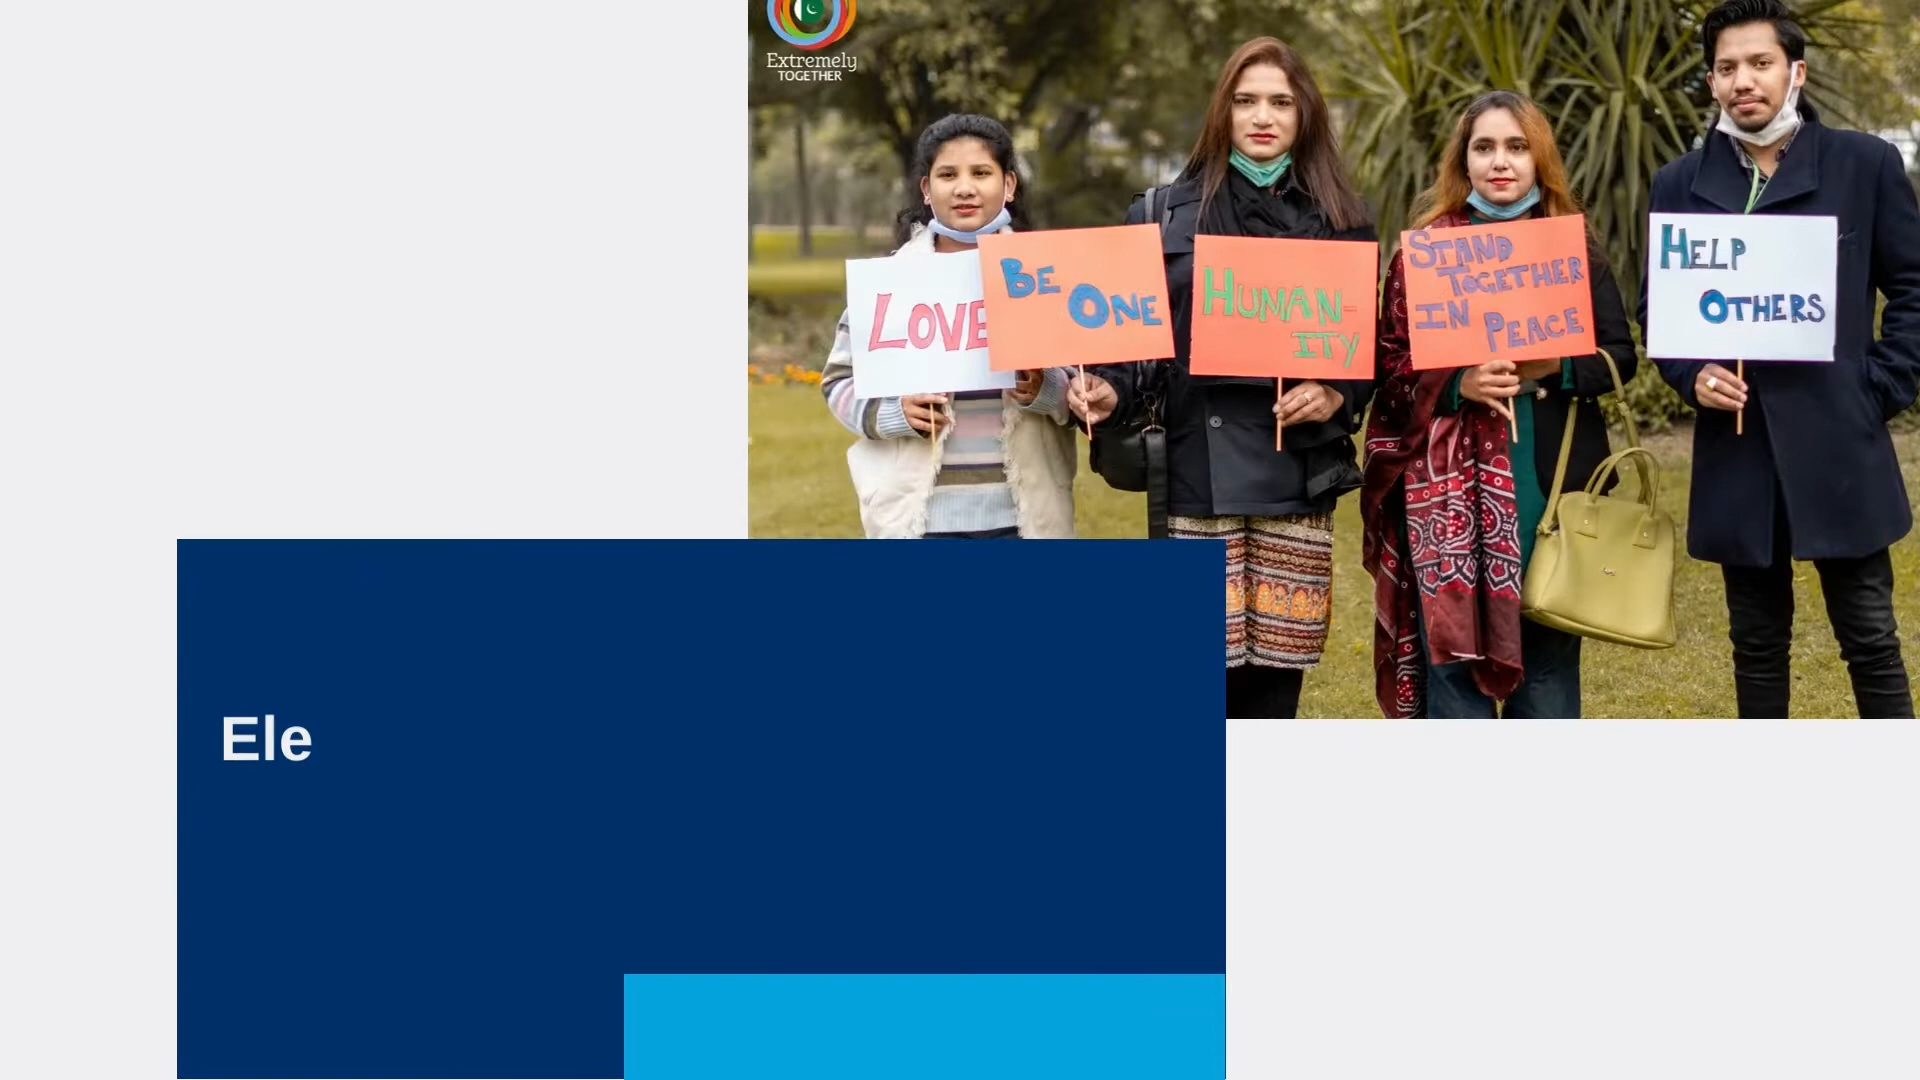 Extremely
TOGETHER
LOVE
BE
ONE
HUMAN-
ITY
STAND
TOGETHER
IN PEACE
HELP
OTHERS
Ele